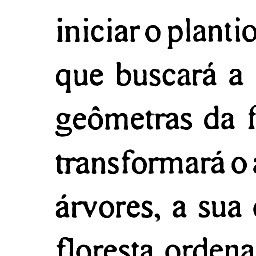 iniciar o plantio
que buscará a
geômetras da
transformará o
árvores, a sua
floresta ordena